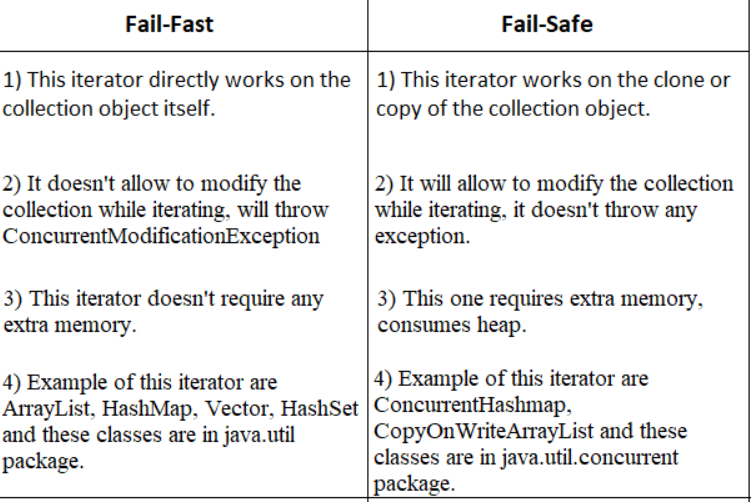 Fail-Fast
Fail-Safe
1) This iterator directly works on the
collection object itself.
1) This iterator works on the clone or
copy of the collection object.
2) It doesn't allow to modify the
collection while iterating, will throw
ConcurrentModificationException
2) It will allow to modify the collection
while iterating, it doesn't throw any
exception.
3) This iterator doesn't require any
extra memory.
3) This one requires extra memory,
consumes heap.
4) Example of this iterator are
ArrayList, HashMap, Vector, HashSet
and these classes are in java.util
package.
4) Example of this iterator are
ConcurrentHashmap,
CopyOnWriteArrayList and these
classes are in java.util.concurrent
package.